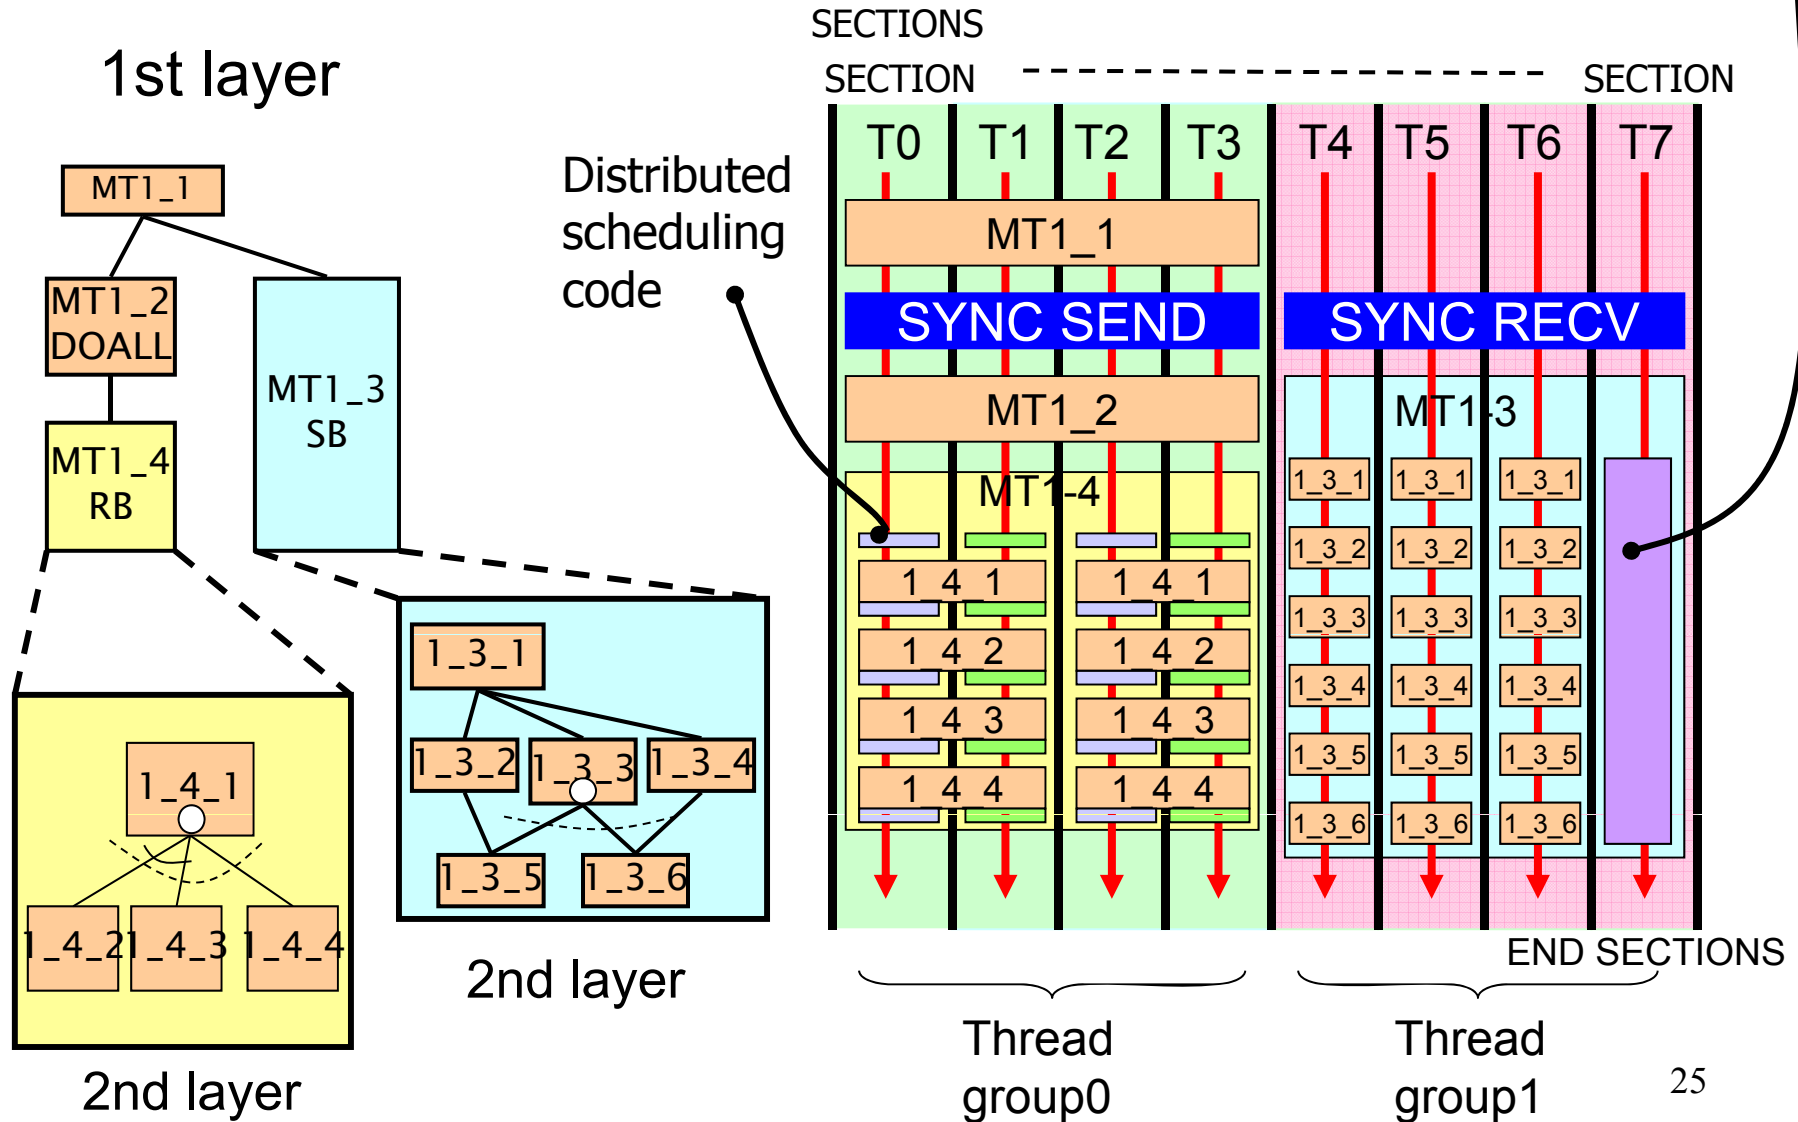 SECTIONS
SECTION
SECTION
1st layer
MT1_1
MT1_2
DOALL
MT1_3
SB
MT1_4
RB
Distributed
scheduling
code
T0
T1
T2
T3
T4
T5
T6
T7
MT1_1
SYNC SEND
SYNC RECV
MT1_2
MT1-3
MT1-4
1_4_1
1_4_1
1_4_2
1_4_2
1_4_3
1_4_3
1_4_4
1_4_4
1_3_1
1_3_1
1_3_1
1_3_2
1_3_2
1_3_2
1_3_3
1_3_3
1_3_3
1_3_4
1_3_4
1_3_4
1_3_5
1_3_5
1_3_5
1_3_6
1_3_6
1_3_6
1_3_1
1_3_2
1_3_3
1_3_4
1_3_5
1_3_6
2nd layer
1_4_1
1_4_2
1_4_3
1_4_4
2nd layer
END SECTIONS
Thread
group0
Thread
group1
25